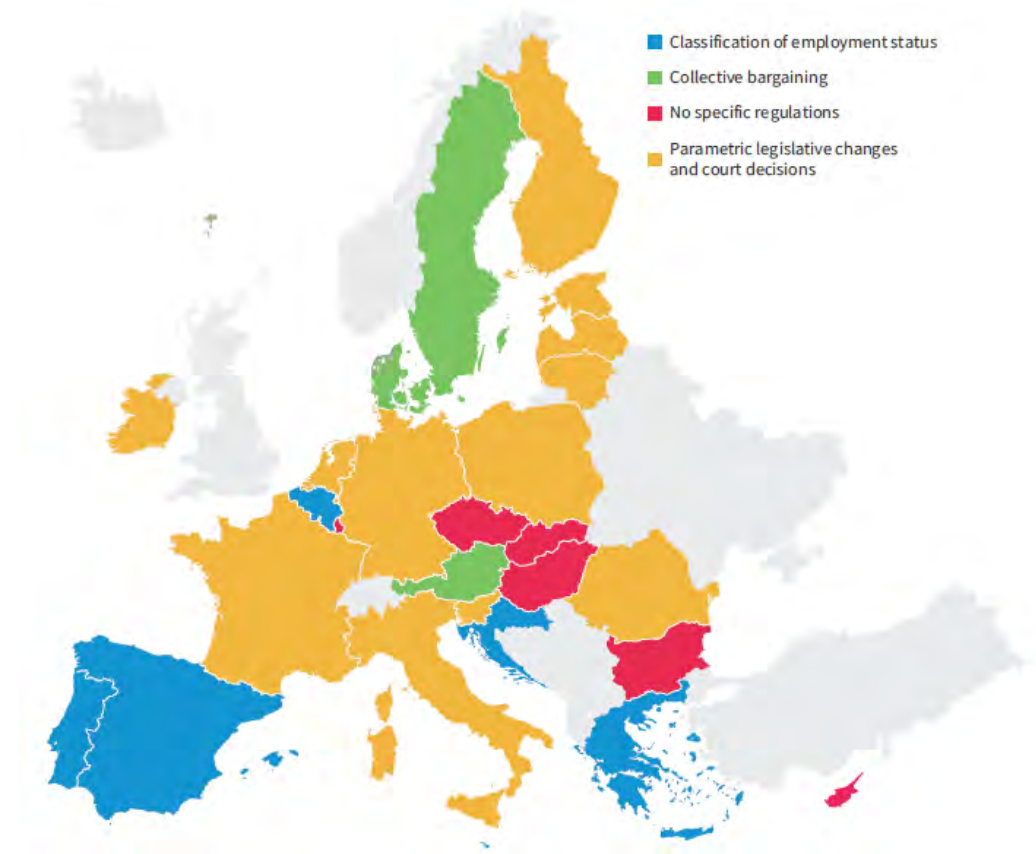 Classification of employment status
Collective bargaining
No specific regulations
Parametric legislative changes
and court decisions